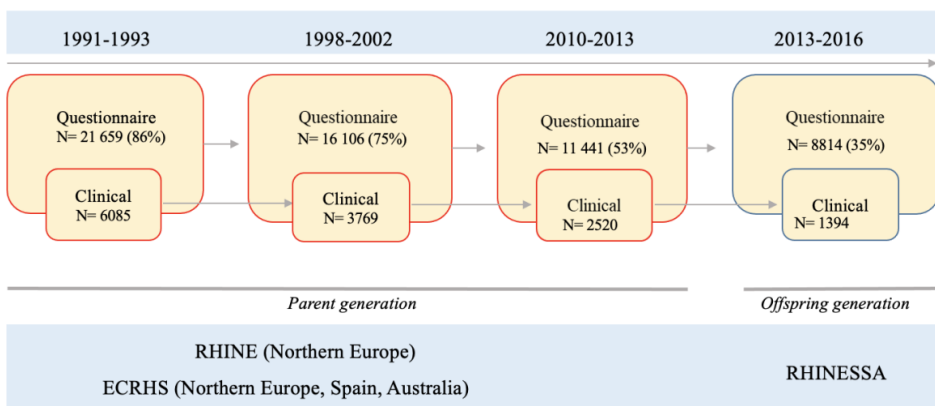 1991-1993
1998-2002
2010-2013
2013-2016
Questionnaire
N= 21 659 (86%)
Clinical
N= 6085
Questionnaire
N= 16 106 (75%)
Clinical
N= 3769
Questionnaire
N= 11 441 (53%)
Clinical
N= 2520
Questionnaire
N= 8814 (35%)
Clinical
N= 1394
Parent generation
Offspring generation
RHINE (Northern Europe)
ECRHS (Northern Europe, Spain, Australia)
RHINESSA